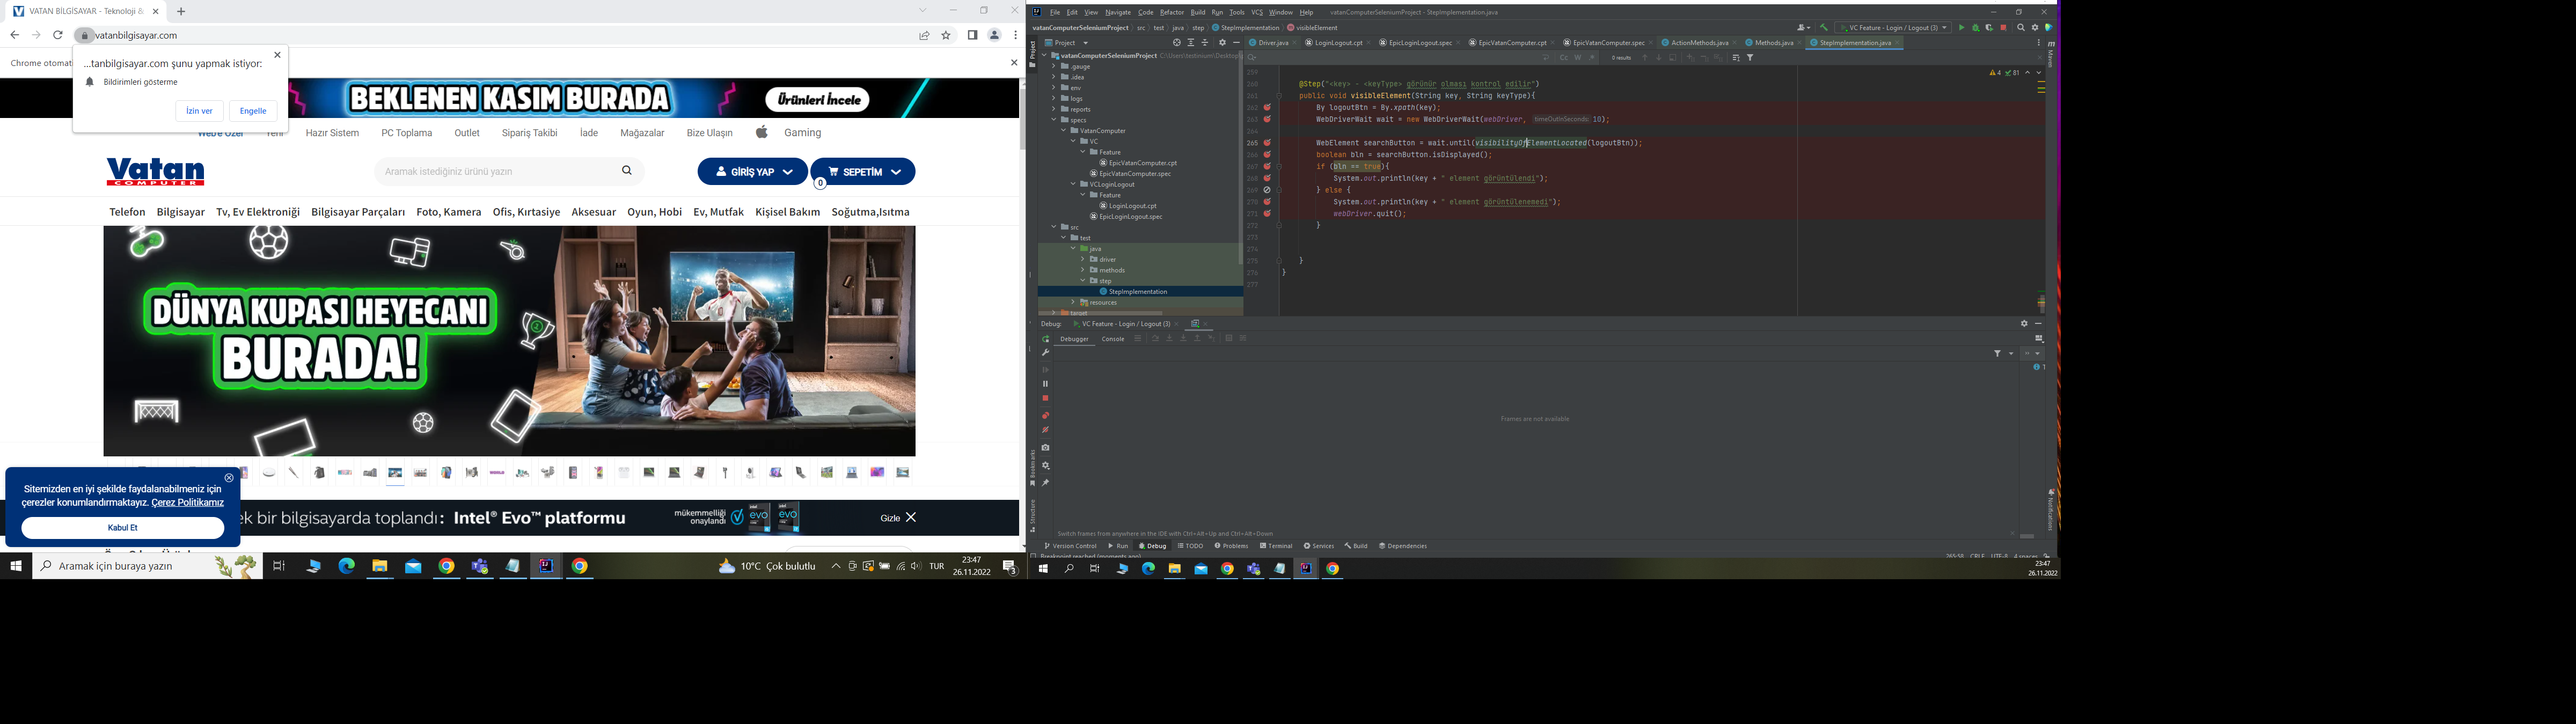 VATAN BİLGİSAYAR - Teknoloji &
vatanbilgisayar.com
Chrome otomat
...tanbilgisayar.com şunu yapmak istiyor:
Bildirimleri gösterme
İzin ver
Engelle
BEKLENEN KASIM BURADA
Ürünleri İncele
Web'e Özel Yeni Hazır Sistem PC Toplama Outlet Sipariş Takibi İade Mağazalar Bize Ulaşın Gaming
Vatan
COMPUTER
Aramak istediğiniz ürünü yazın
GİRİŞ YAP
0
SEPETİM
Telefon Bilgisayar Tv, Ev Elektroniği Bilgisayar Parçaları Foto, Kamera Ofis, Kırtasiye Aksesuar Oyun, Hobi Ev, Mutfak Kişisel Bakım Soğutma,Isıtma
DÜNYA KUPASI HEYECANI
BURADA!
Sitemizden en iyi şekilde faydalanabilmeniz için
çerezler konumlandırmaktayız. Çerez Politikamız
Kabul Et
ek bir bilgisayarda toplandı: Intel® Evo™ platformu
mükemmelliği
onaylandı
evo
evo
Gizle
Aramak için buraya yazın
10°C Çok bulutlu
TUR
23:47
26.11.2022
3
File Edit View Navigate Code Refactor Build Run Tools VCS Window Help
vatanComputerSeleniumProject - StepImplementation.java
vatanComputerSeleniumProject src test java step StepImplementation visibleElement
VC Feature - Login / Logout (3)
Project
Driver.java LoginLogout.cpt EpicLoginLogout.spec EpicVatanComputer.cpt EpicVatanComputer.spec ActionMethods.java Methods.java StepImplementation.java
0 results
Cc W
4 81
Project
vatanComputerSeleniumProject C:\Users\testinium\Desktop\
.gauge
.idea
env
logs
reports
specs
VatanComputer
VC
Feature
EpicVatanComputer.cpt
EpicVatanComputer.spec
VCLoginLogout
Feature
LoginLogout.cpt
EpicLoginLogout.spec
src
test
java
driver
methods
step
StepImplementation
resources
target
259
260 @Step("<key> - <keyType> görünür olması kontrol edilir")
261 public void visibleElement(String key, String keyType){
262 By logoutBtn = By.xpath(key);
263 WebDriverWait wait = new WebDriverWait(webDriver, timeOutInSeconds: 10);
264
265 WebElement searchButton = wait.until(visibilityOfElementLocated(logoutBtn));
266 boolean bln = searchButton.isDisplayed();
267 if (bln == true){
268 System.out.println(key + " element görüntülendi");
269 } else {
270 System.out.println(key + " element görüntülenemedi");
271 webDriver.quit();
272 }
273
274
275 }
276 }
277
Maven
Notifications
Bookmarks
Structure
Debug: VC Feature - Login / Logout (3)
Debugger Console
Frames are not available
Switch frames from anywhere in the IDE with Ctrl+Alt+Up and Ctrl+Alt+Down
Version Control Run Debug TODO Problems Terminal Services Build Dependencies
Breakpoint reached (moments ago)
265:58 CRLF UTF-8 4 spaces
23:47
26.11.2022